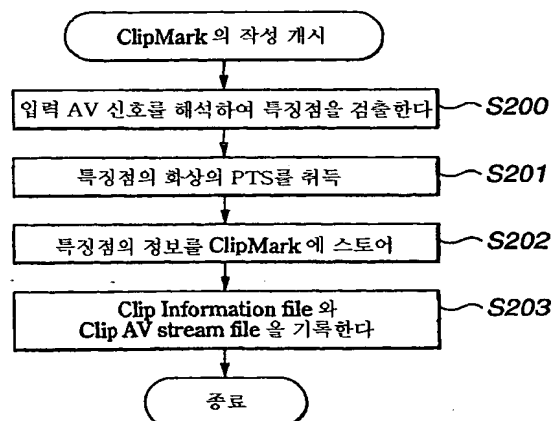 ClipMark 의 작성 개시
입력 AV 신호를 해석하여 특징점을 검출한다
S200
특징점의 화상의 PTS를 취득
S201
특징점의 정보를 ClipMark 에 스토어
S202
Clip Information file 와
Clip AV stream file 을 기록한다
S203
종료